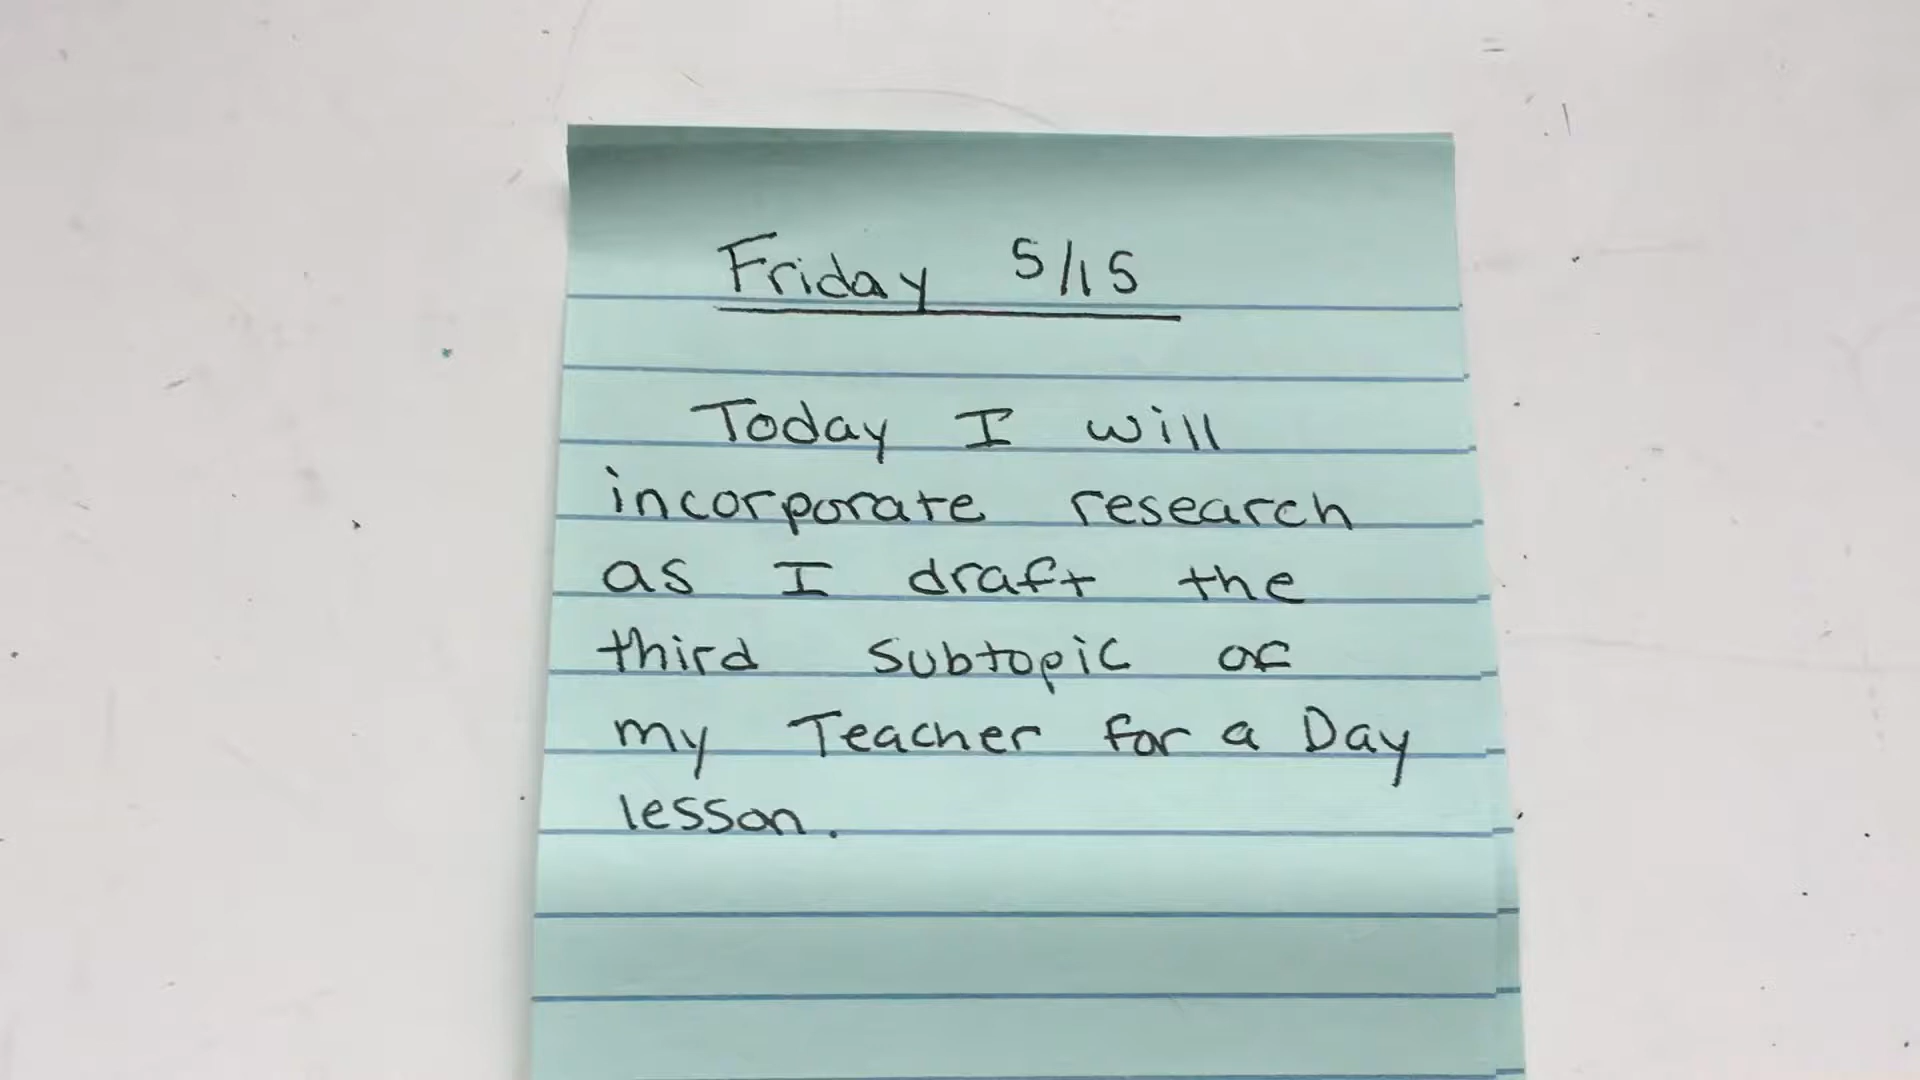 Friday 5/15
Today I will
incorporate research
as I draft the
third subtopic of
my Teacher for a Day
lesson.